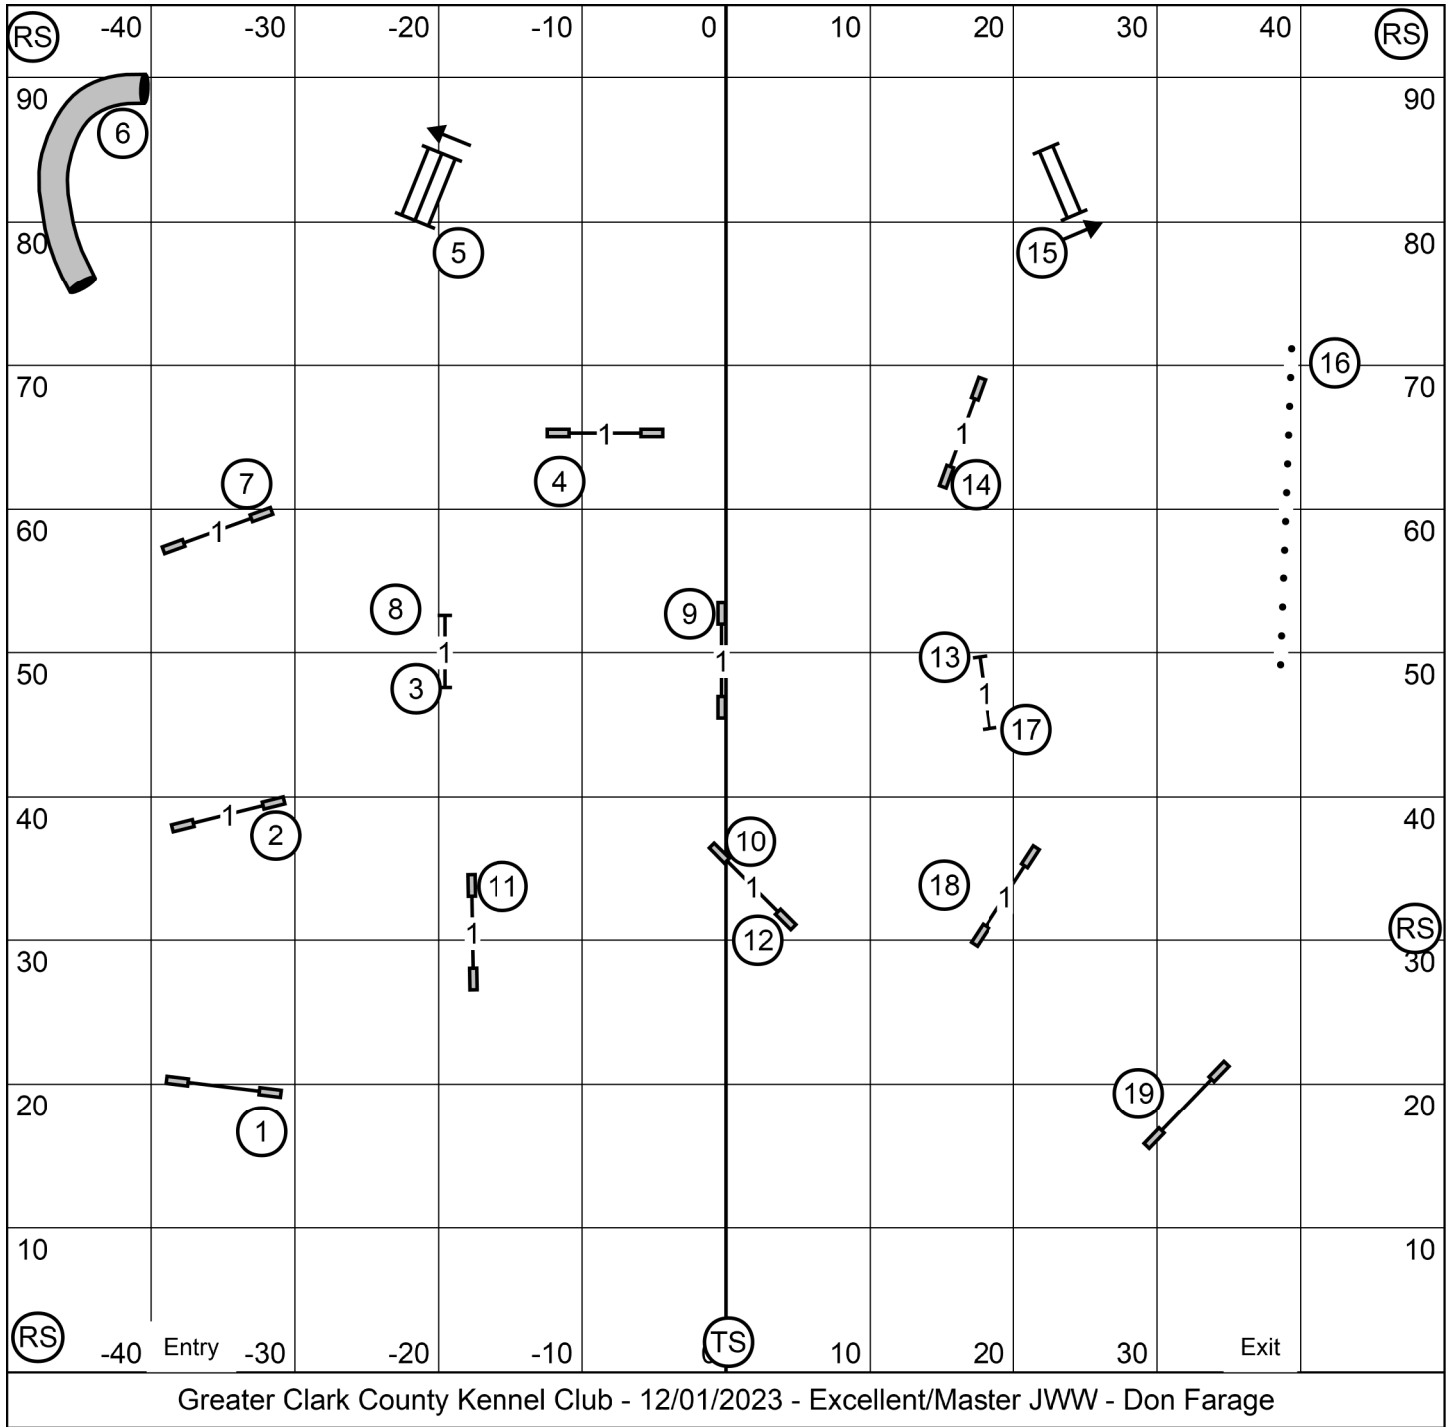 RS -40 -30 -20 -10 0 10 20 30 40 RS
90 90
6
80 5 15 80
16
70 70
1 1
7 4 14
60 1 60
8 9
1 1 13
50 3 1 50
17
40 1 2 10 40
11 1 18 1
1 12 RS
30 30
20 1 19 20
10 10
RS -40 Entry -30 -20 -10 0 TS 10 20 30 Exit
Greater Clark County Kennel Club - 12/01/2023 - Excellent/Master JWW - Don Farage